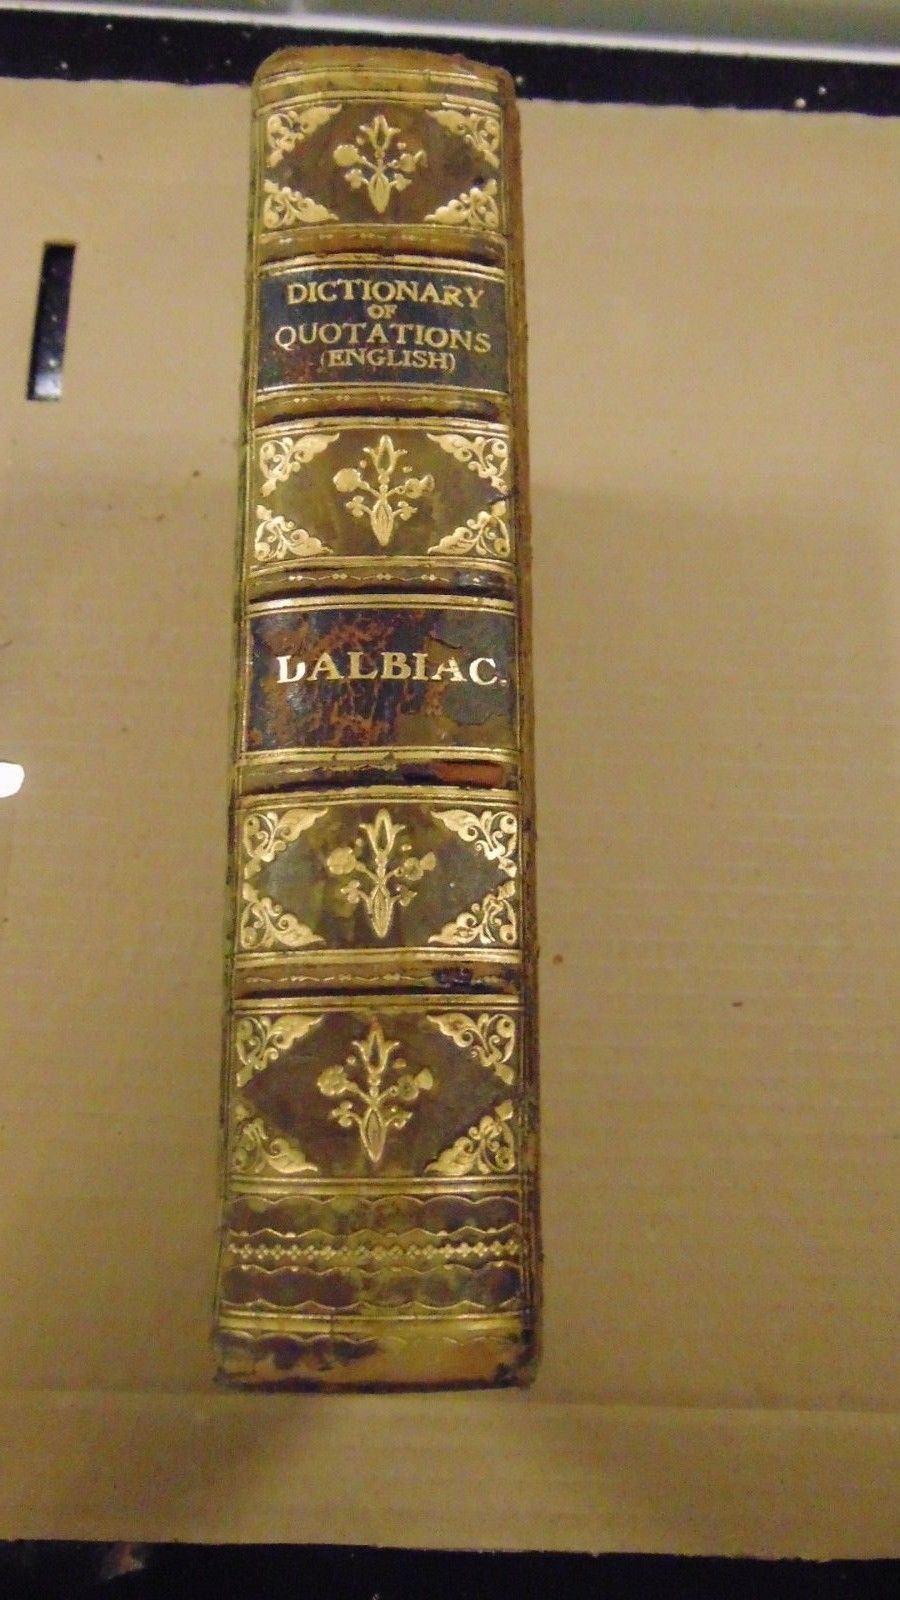 DICTIONARY
OF
QUOTATIONS
(ENGLISH)
DALBIAC.